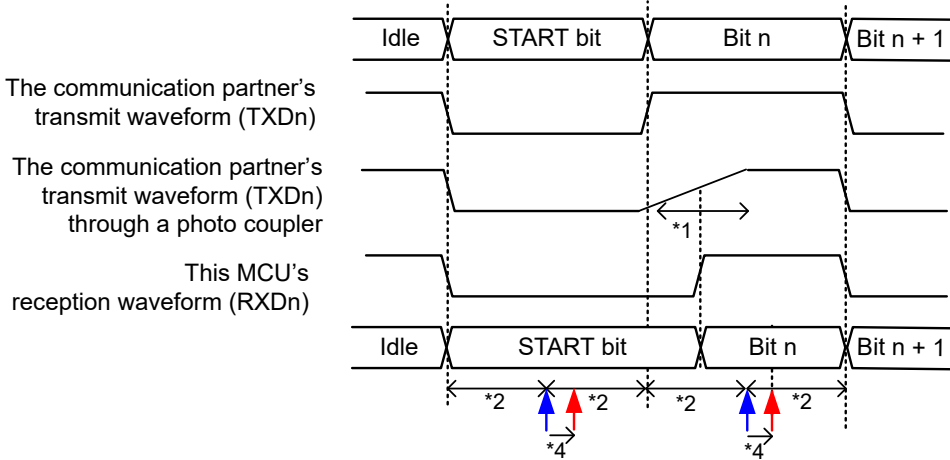 Idle START bit Bit n Bit n + 1
The communication partner's
transmit waveform (TXDn)
The communication partner's
transmit waveform (TXDn)
through a photo coupler
*1
This MCU's
reception waveform (RXDn)
Idle START bit Bit n Bit n + 1
*2 *2 *2 *2
*4 *4